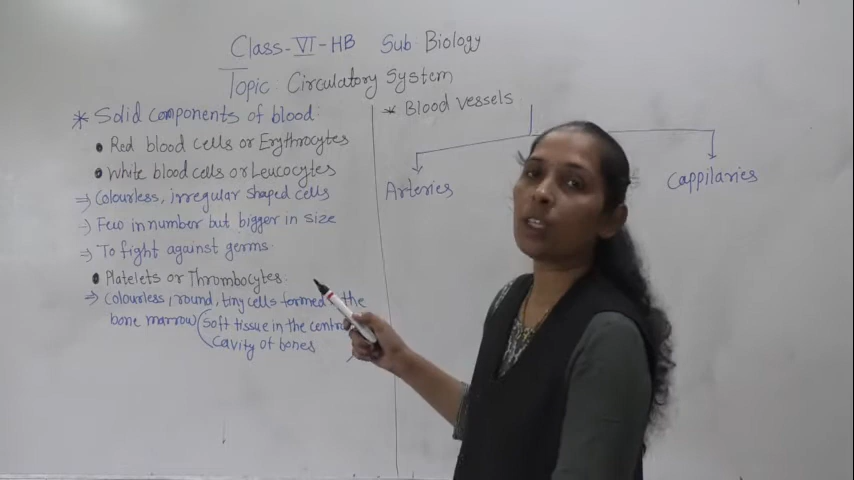 Class-VI-HB Sub Biology
Topic: Circulatory System
* Solid components of blood:
• Red blood cells or Erythrocytes
• White blood cells or Leucocytes
⇒ Colourless, irregular shaped cells
⇒ Few in number but bigger in size
⇒ To fight against germs.
• Platelets or Thrombocytes.
⇒ Colourless, round, tiny cells formed the
bone marrow (Soft tissue in the
cavity of bones
* Blood vessels
Arteries
Cappilaries